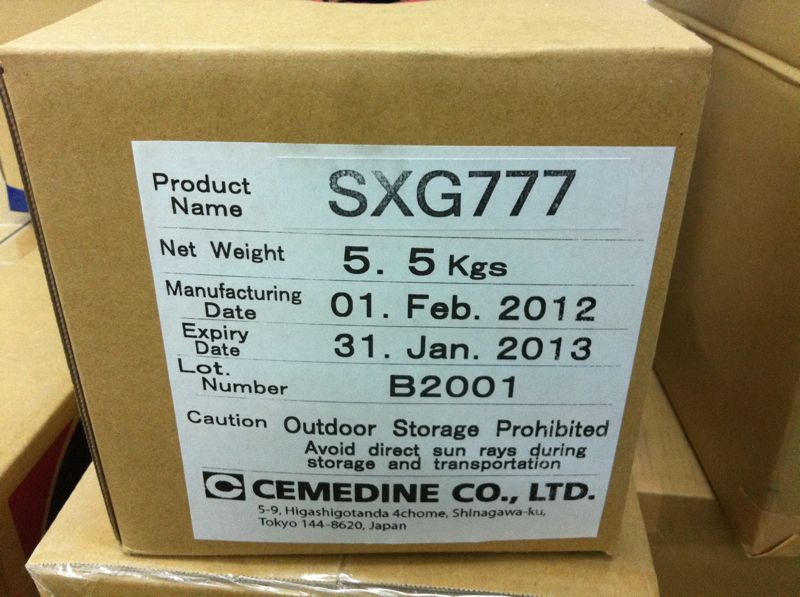 Product Name SXG777
Net Weight 5. 5 Kgs
Manufacturing Date 01. Feb. 2012
Expiry Date 31. Jan. 2013
Lot. Number B2001
Caution Outdoor Storage Prohibited
Avoid direct sun rays during
storage and transportation
CEMEDINE CO., LTD.
5-9, Higashigotanda 4chome, Shinagawa-ku,
Tokyo 144-8620, Japan